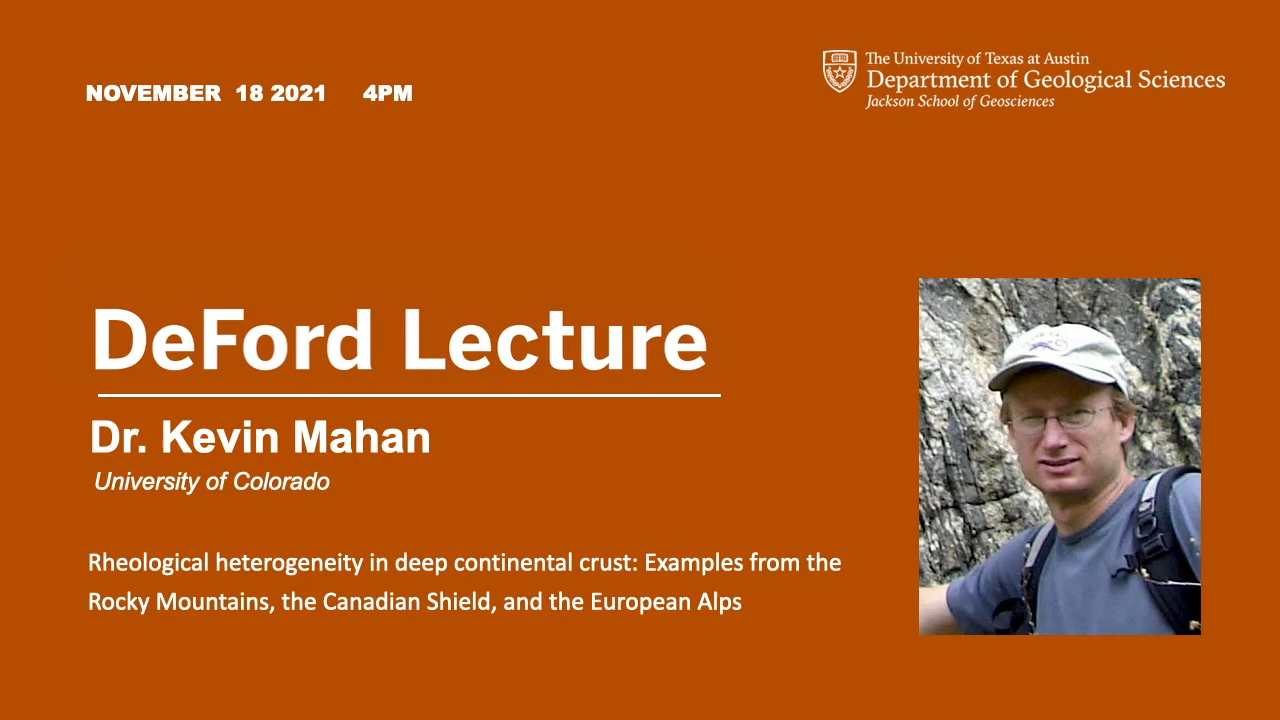 NOVEMBER 18 2021 4PM
The University of Texas at Austin
Department of Geological Sciences
Jackson School of Geosciences
DeFord Lecture
Dr. Kevin Mahan
University of Colorado
Rheological heterogeneity in deep continental crust: Examples from the
Rocky Mountains, the Canadian Shield, and the European Alps